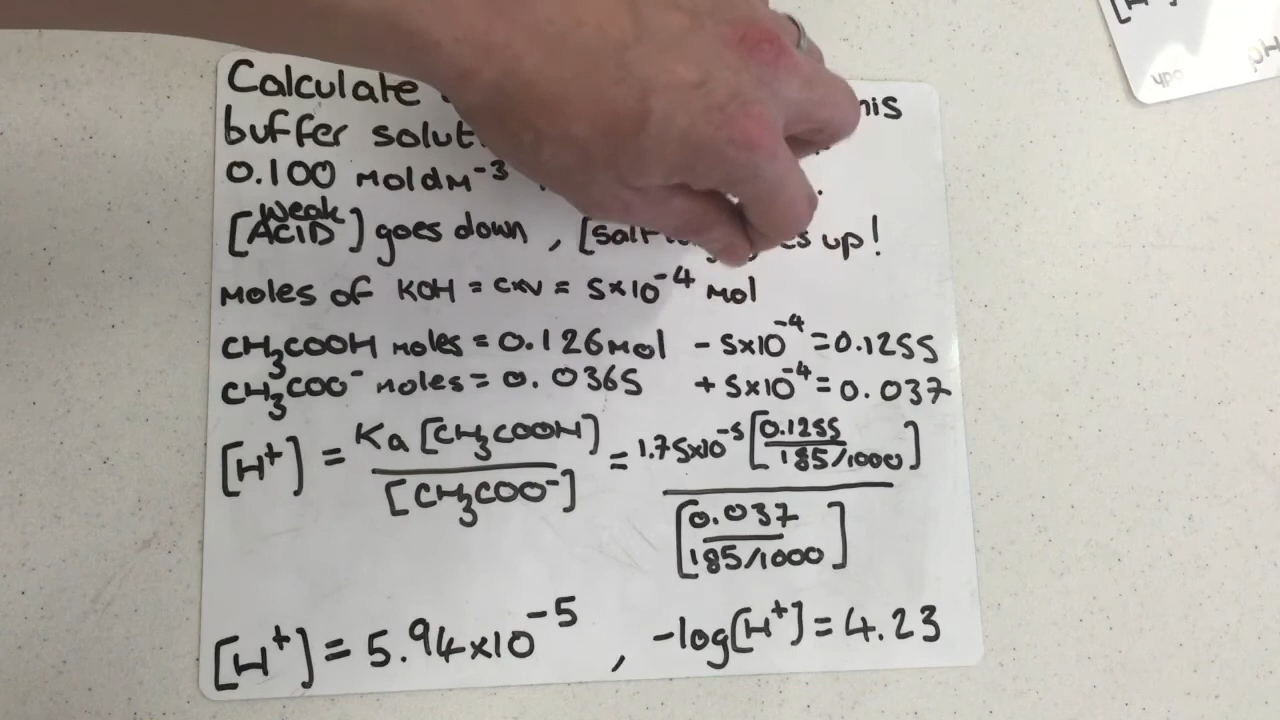 Calculate
buffer solut
0.100 moldm⁻³
[Weak ACID] goes down, [salt up!
Moles of KOH = cxv = 5x10⁻⁴ mol
CH₃COOH moles = 0.126mol - 5x10⁻⁴ = 0.1255
CH₃COO⁻ moles = 0.0365 + 5x10⁻⁴ = 0.037
[H⁺] = Ka [CH₃COOH] / [CH₃COO⁻] = 1.75x10⁻⁵ [0.1255 / 185/1000] / [0.037 / 185/1000]
[H⁺] = 5.94x10⁻⁵ , -log[H⁺] = 4.23